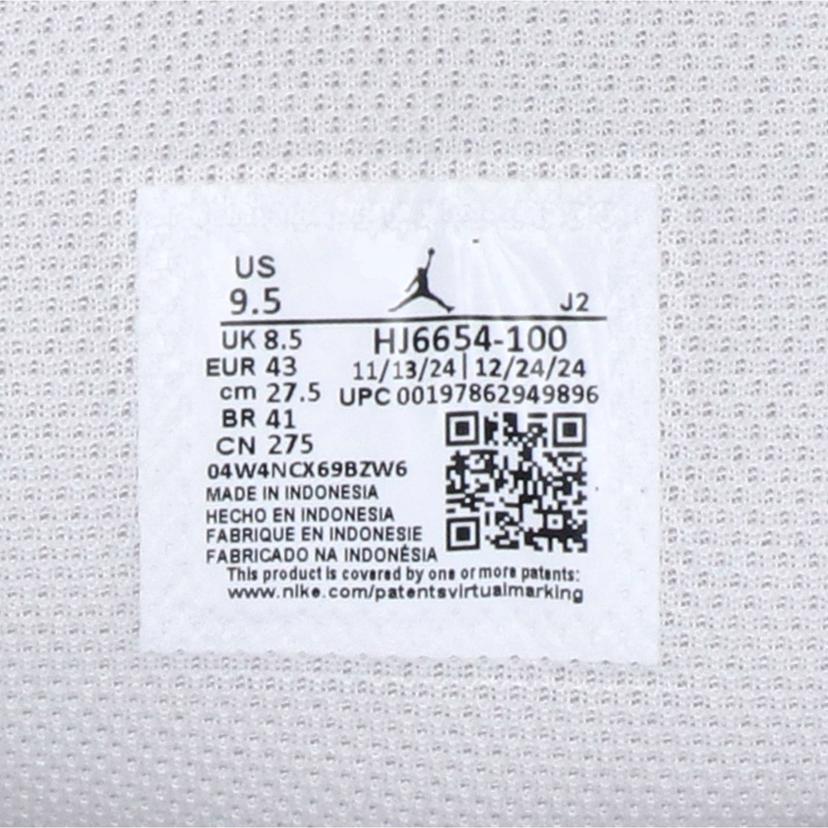 US
9.5
J2
UK 8.5
HJ6654-100
EUR 43
11/13/24 | 12/24/24
cm 27.5
UPC 00197862949896
BR 41
CN 275
04W4NCX69BZW6
MADE IN INDONESIA
HECHO EN INDONESIA
FABRIQUE EN INDONESIE
FABRICADO NA INDONÉSIA
This product is covered by one or more patents:
www.nike.com/patentsvirtualmarking